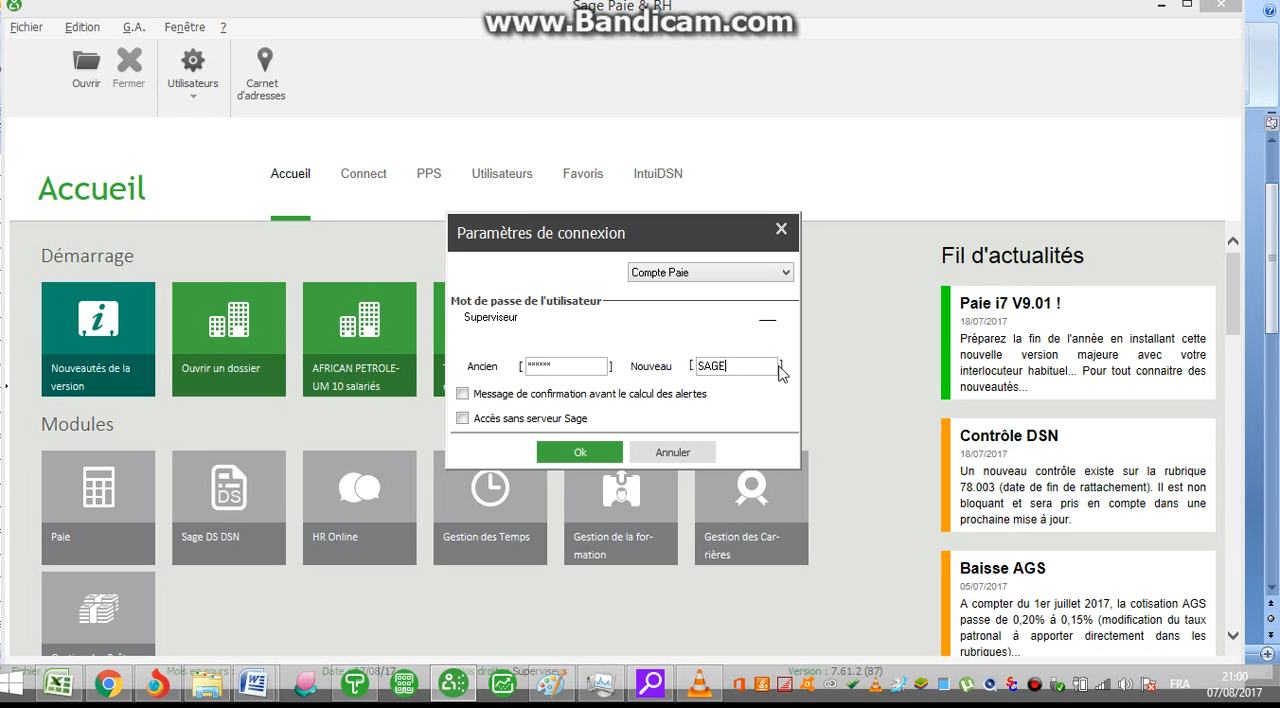 Sage Paie & RH
www.Bandicam.com
Fichier Edition G.A. Fenêtre ?
Ouvrir Fermer Utilisateurs Carnet
d'adresses
Accueil
Accueil Connect PPS Utilisateurs Favoris IntuiDSN
Démarrage
Nouveautés de la
version
Ouvrir un dossier
AFRICAN PETROLE-
UM 10 salariés
Modules
Paie
Sage DS DSN
HR Online
Gestion des Temps
Gestion de la for-
mation
Gestion des Car-
rières
Paramètres de connexion
Compte Paie
Mot de passe de l'utilisateur
Superviseur
Ancien [ ****** ] Nouveau [ SAGE ]
Message de confirmation avant le calcul des alertes
Accès sans serveur Sage
Ok Annuler
Fil d'actualités
Paie i7 V9.01 !
18/07/2017
Préparez la fin de l'année en installant cette
nouvelle version majeure avec votre
interlocuteur habituel... Pour tout connaitre des
nouveautés...
Contrôle DSN
18/07/2017
Un nouveau contrôle existe sur la rubrique
78.003 (date de fin de rattachement). Il est non
bloquant et sera pris en compte dans une
prochaine mise à jour.
Baisse AGS
05/07/2017
A compter du 1er juillet 2017, la cotisation AGS
passe de 0,20% à 0,15% (modification du taux
patronal à apporter directement dans les
rubriques)...
Fichier Mois en cours Date : 07/08/17 Superviseur Version : 7.61.2 (87)
FRA
21:00
07/08/2017